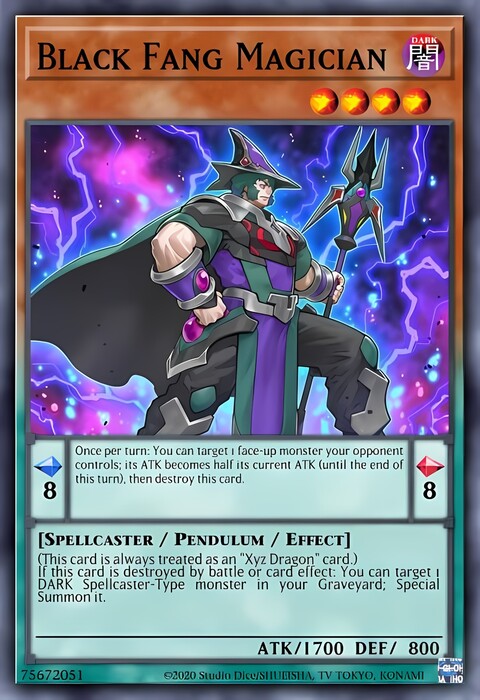 BLACK FANG MAGICIAN
DARK
闇
Once per turn: You can target 1 face-up monster your opponent
controls; its ATK becomes half its current ATK (until the end of
this turn), then destroy this card.
8
8
[SPELLCASTER / PENDULUM / EFFECT]
(This card is always treated as an "Xyz Dragon" card.)
If this card is destroyed by battle or card effect: You can target 1
DARK Spellcaster-Type monster in your Graveyard; Special
Summon it.
ATK/1700 DEF/ 800
75672051
©2020 Studio Dice/SHUEISHA, TV TOKYO, KONAMI